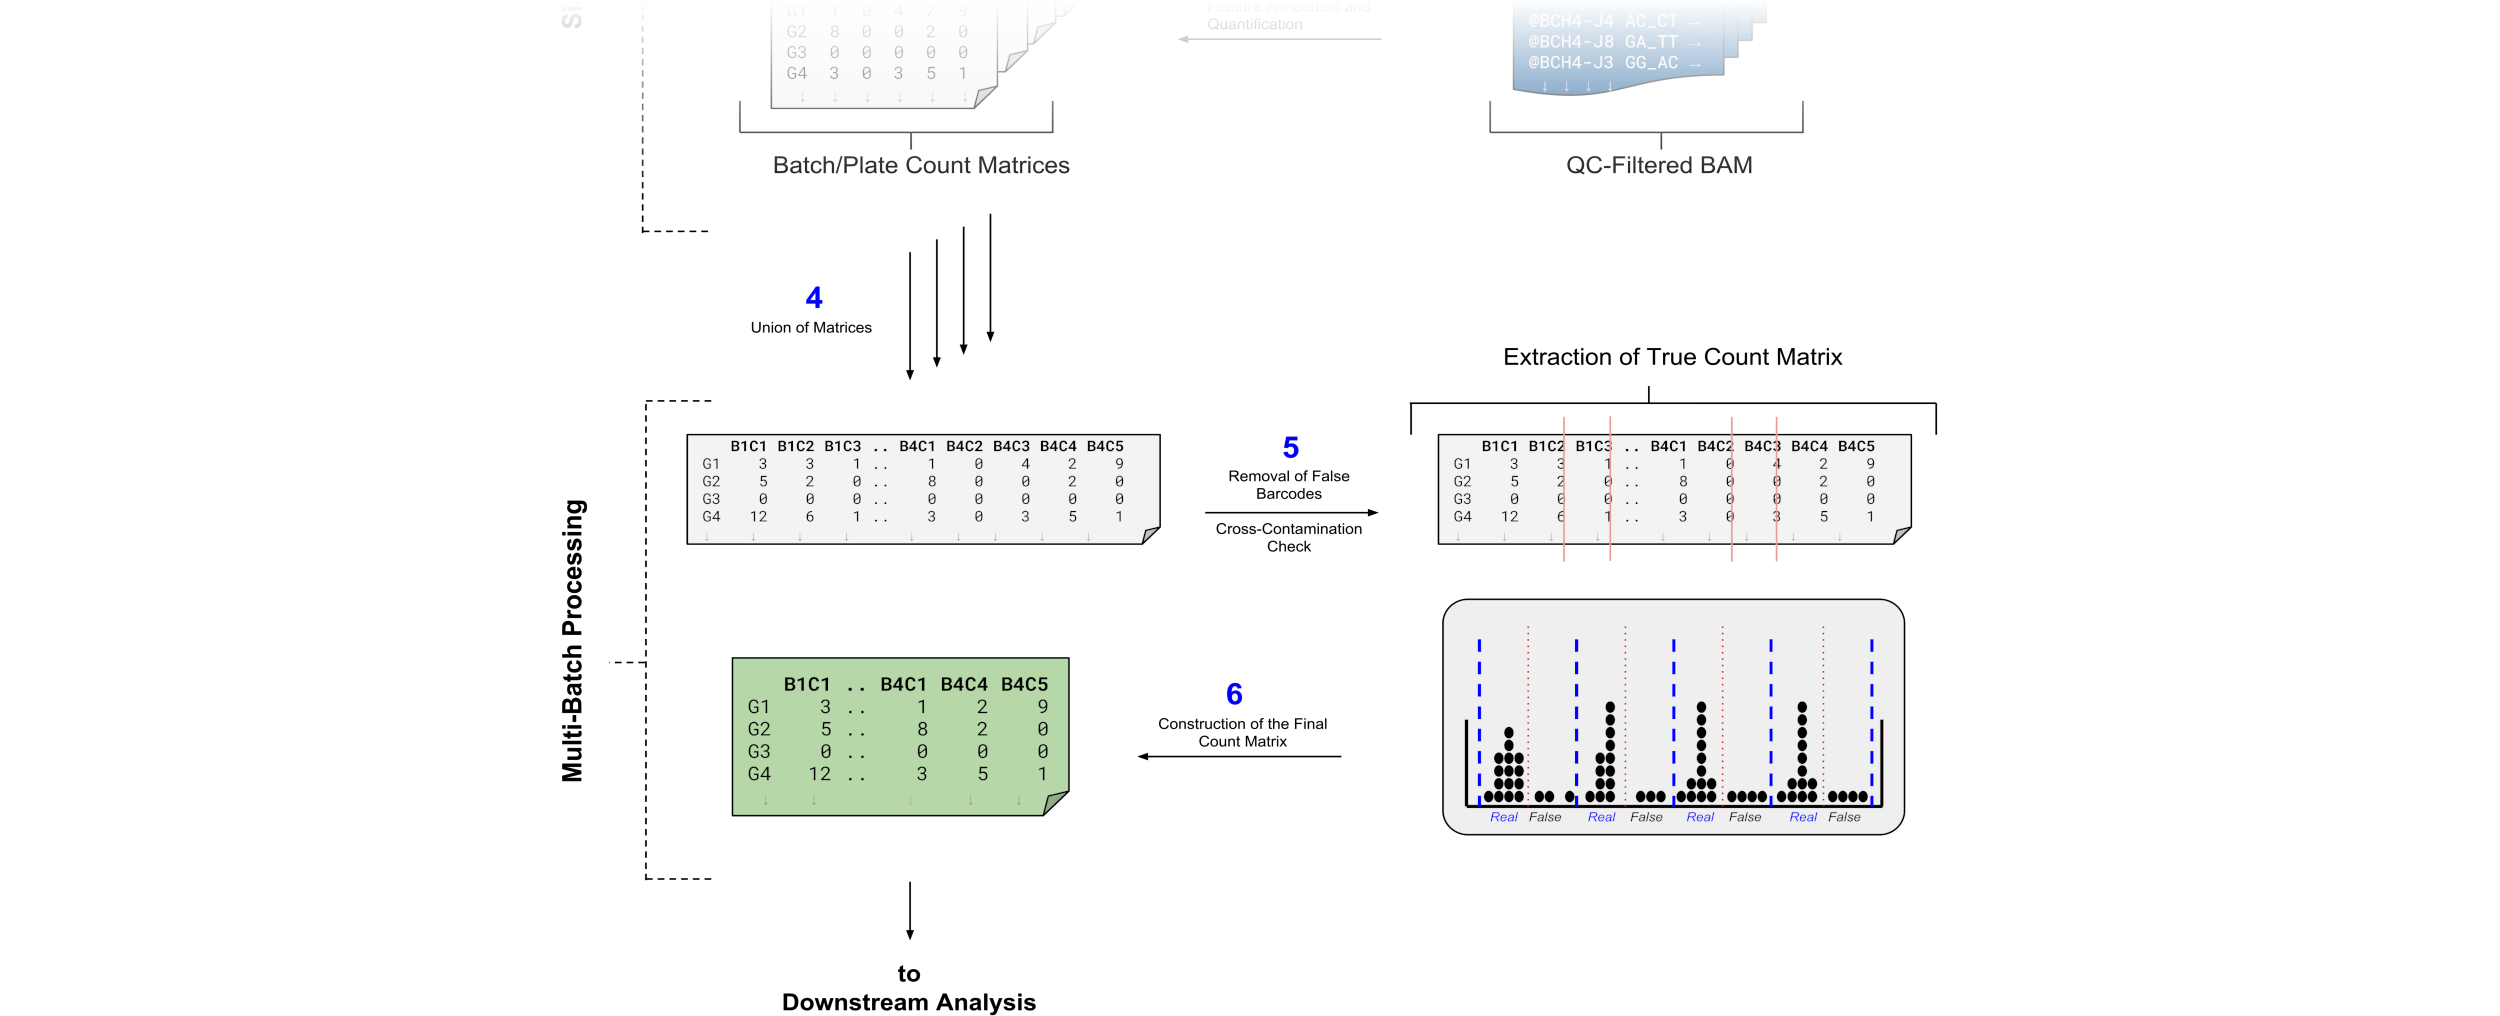 Si
G1 1 0 4 2 9
G2 8 0 0 2 0
G3 0 0 0 0 0
G4 3 0 3 5 1
↓ ↓ ↓ ↓ ↓ ↓
Batch/Plate Count Matrices
Feature Annotation and
Quantification
@BCH4-J4 AC_CT →
@BCH4-J8 GA_TT →
@BCH4-J3 GG_AC →
↓ ↓ ↓ ↓
QC-Filtered BAM
4
Union of Matrices
Multi-Batch Processing
B1C1 B1C2 B1C3 .. B4C1 B4C2 B4C3 B4C4 B4C5
G1 3 3 1 .. 1 0 4 2 9
G2 5 2 0 .. 8 0 0 2 0
G3 0 0 0 .. 0 0 0 0 0
G4 12 6 1 .. 3 0 3 5 1
↓ ↓ ↓ ↓ ↓ ↓ ↓ ↓ ↓
5
Removal of False
Barcodes
Cross-Contamination
Check
Extraction of True Count Matrix
B1C1 B1C2 B1C3 .. B4C1 B4C2 B4C3 B4C4 B4C5
G1 3 3 1 .. 1 0 4 2 9
G2 5 2 0 .. 8 0 0 2 0
G3 0 0 0 .. 0 0 0 0 0
G4 12 6 1 .. 3 0 3 5 1
↓ ↓ ↓ ↓ ↓ ↓ ↓ ↓ ↓
Real False Real False Real False Real False
6
Construction of the Final
Count Matrix
B1C1 .. B4C1 B4C4 B4C5
G1 3 .. 1 2 9
G2 5 .. 8 2 0
G3 0 .. 0 0 0
G4 12 .. 3 5 1
↓ ↓ ↓ ↓ ↓
to
Downstream Analysis